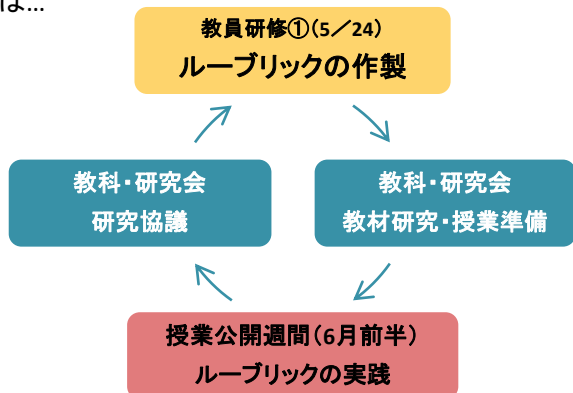 は…
教員研修①(5/24)
ルーブリックの作製
教科・研究会
研究協議
教科・研究会
教材研究・授業準備
授業公開週間(6月前半)
ルーブリックの実践